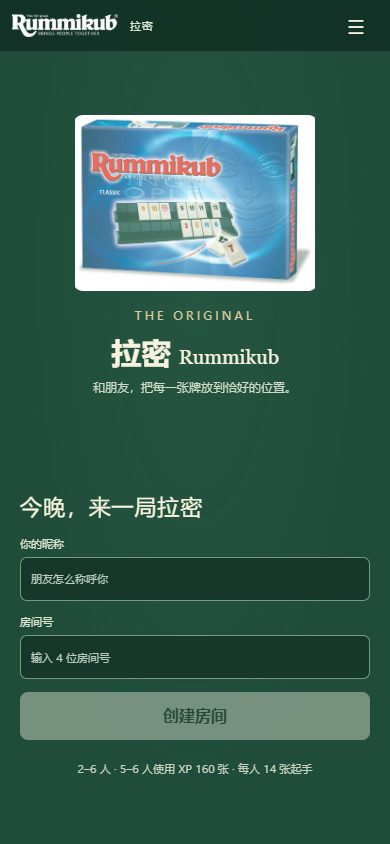 The Original
Rummikub
BRINGS PEOPLE TOGETHER
拉密
Rummikub
CLASSIC
THE ORIGINAL
拉密 Rummikub
和朋友，把每一张牌放到恰好的位置。
今晚，来一局拉密
你的昵称
朋友怎么称呼你
房间号
输入 4 位房间号
创建房间
2–6 人 · 5–6 人使用 XP 160 张 · 每人 14 张起手